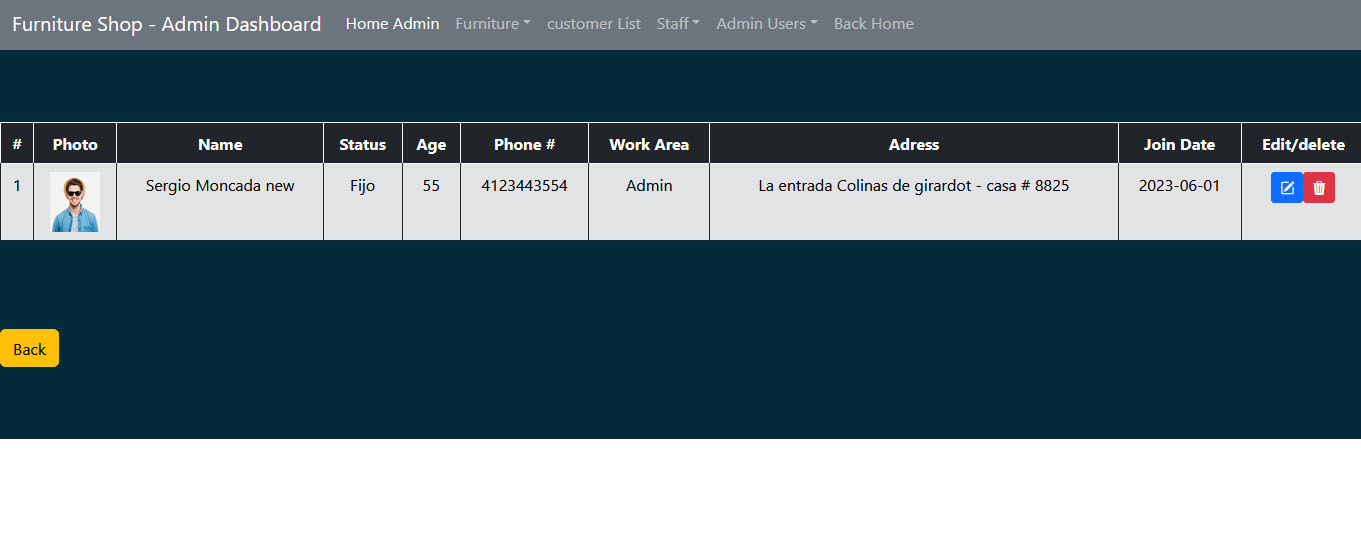 Furniture Shop - Admin Dashboard Home Admin Furniture customer List Staff Admin Users Back Home
# Photo Name Status Age Phone # Work Area Adress Join Date Edit/delete
1 Sergio Moncada new Fijo 55 4123443554 Admin La entrada Colinas de girardot - casa # 8825 2023-06-01
Back